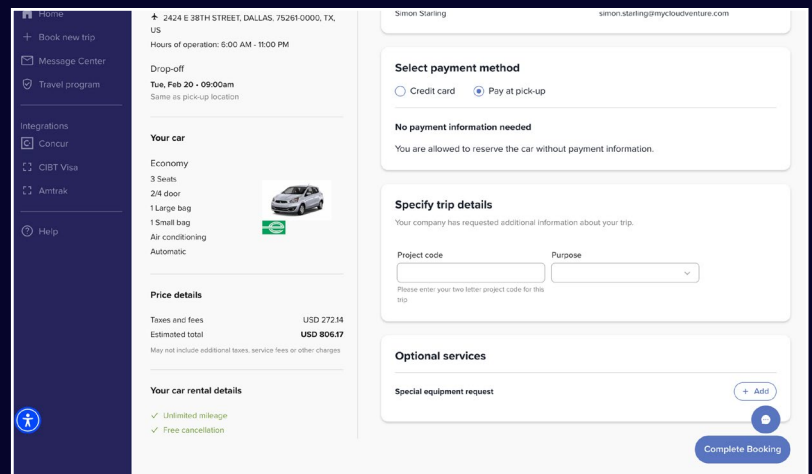 Home
+ Book new trip
Message Center
Travel program
Integrations
C Concur
CIBT Visa
Amtrak
Help
2424 E 38TH STREET, DALLAS, 75261-0000, TX,
US
Hours of operation: 6:00 AM - 11:00 PM
Drop-off
Tue, Feb 20 • 09:00am
Same as pick-up location
Your car
Economy
3 Seats
2/4 door
1 Large bag
1 Small bag
Air conditioning
Automatic
e
Price details
Taxes and fees USD 272.14
Estimated total USD 806.17
May not include additional taxes, service fees or other charges
Your car rental details
✓ Unlimited mileage
✓ Free cancellation
Simon Starling simon.starling@mycloudventure.com
Select payment method
Credit card Pay at pick-up
No payment information needed
You are allowed to reserve the car without payment information.
Specify trip details
Your company has requested additional information about your trip.
Project code Purpose
Please enter your two letter project code for this
trip
Optional services
Special equipment request + Add
Complete Booking